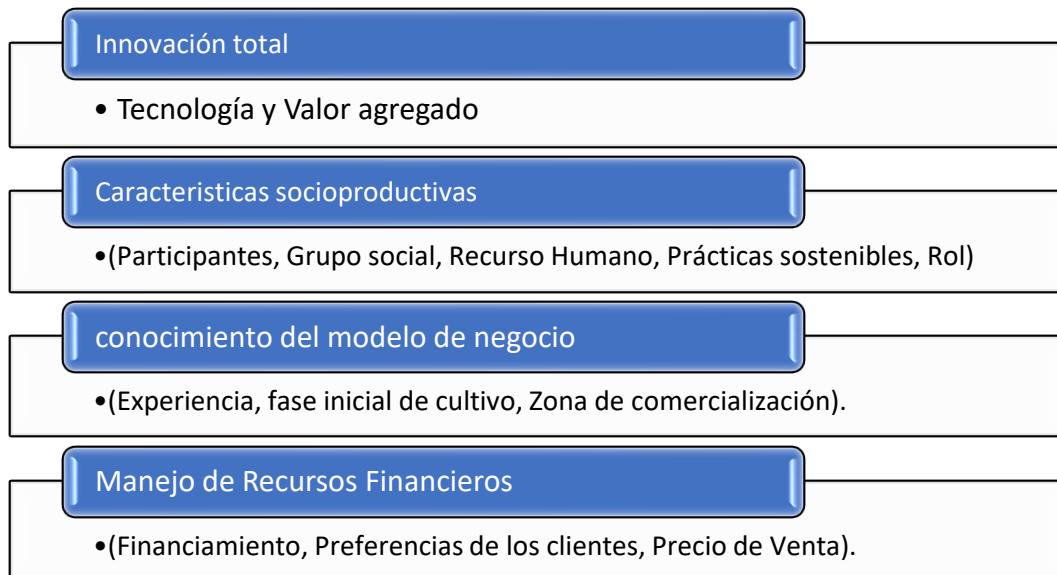 Innovación total
• Tecnología y Valor agregado
Caracteristicas socioproductivas
•(Participantes, Grupo social, Recurso Humano, Prácticas sostenibles, Rol)
conocimiento del modelo de negocio
•(Experiencia, fase inicial de cultivo, Zona de comercialización).
Manejo de Recursos Financieros
•(Financiamiento, Preferencias de los clientes, Precio de Venta).